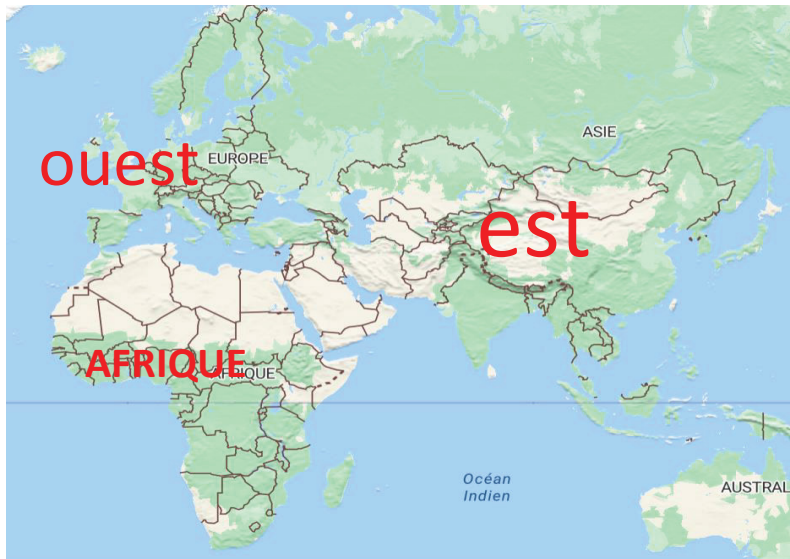 ASIE
ouest
EUROPE
est
AFRIQUE
AFRIQUE
Océan
Indien
AUSTRAL